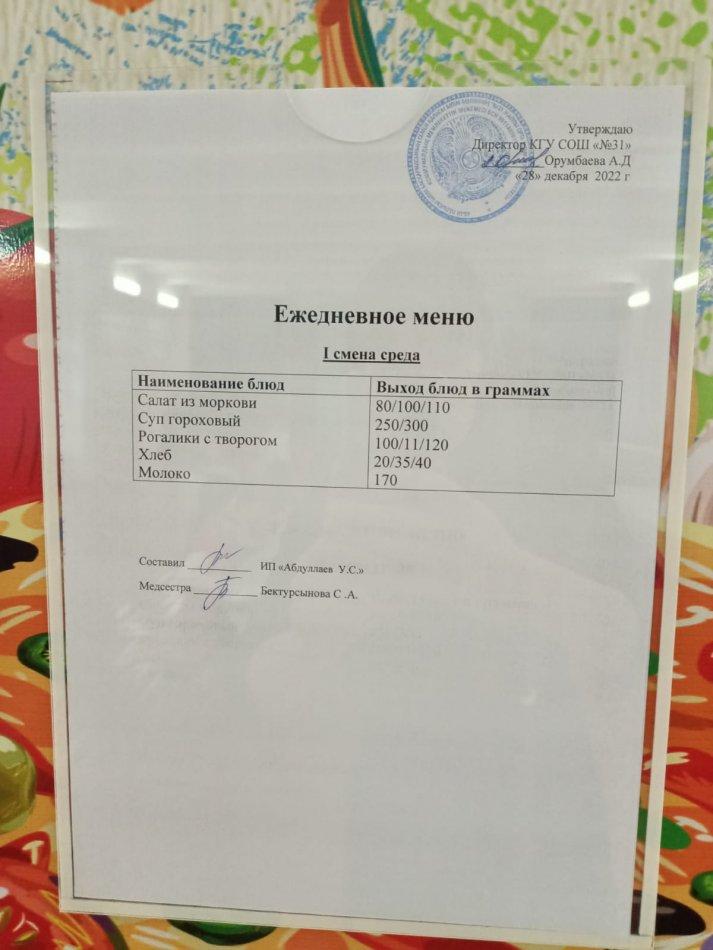 Утверждаю
Директор КГУ СОШ «№31»
Орумбаева А.Д
«28» декабря 2022 г
Ежедневное меню
I смена среда
Наименование блюд Выход блюд в граммах
Салат из моркови 80/100/110
Суп гороховый 250/300
Рогалики с творогом 100/11/120
Хлеб 20/35/40
Молоко 170
Составил ИП «Абдуллаев У.С.»
Медсестра Бектурсынова С .А.